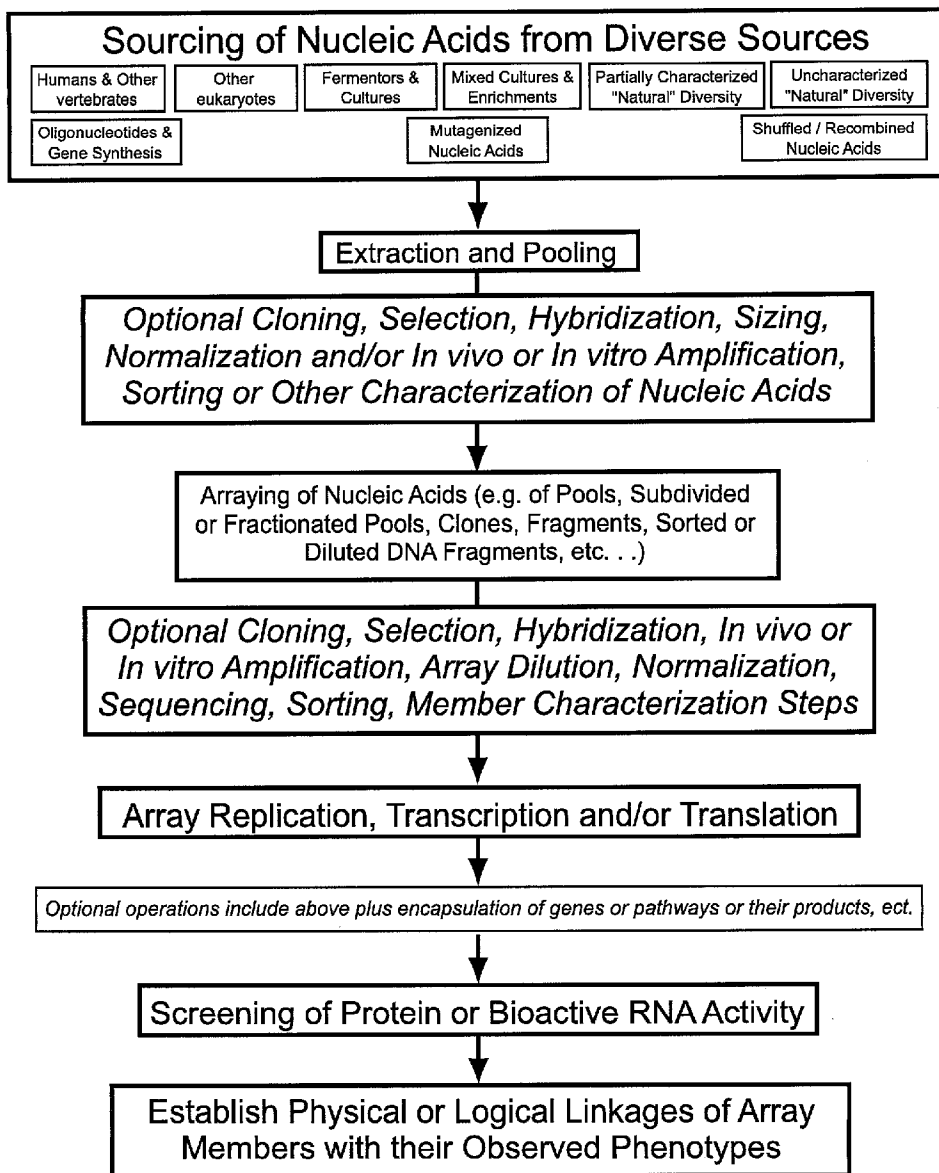 Sourcing of Nucleic Acids from Diverse Sources
Humans & Other
vertebrates
Other
eukaryotes
Fermentors &
Cultures
Mixed Cultures &
Enrichments
Partially Characterized
"Natural" Diversity
Uncharacterized
"Natural" Diversity
Oligonucleotides &
Gene Synthesis
Mutagenized
Nucleic Acids
Shuffled / Recombined
Nucleic Acids
Extraction and Pooling
Optional Cloning, Selection, Hybridization, Sizing,
Normalization and/or In vivo or In vitro Amplification,
Sorting or Other Characterization of Nucleic Acids
Arraying of Nucleic Acids (e.g. of Pools, Subdivided
or Fractionated Pools, Clones, Fragments, Sorted or
Diluted DNA Fragments, etc. . .)
Optional Cloning, Selection, Hybridization, In vivo or
In vitro Amplification, Array Dilution, Normalization,
Sequencing, Sorting, Member Characterization Steps
Array Replication, Transcription and/or Translation
Optional operations include above plus encapsulation of genes or pathways or their products, ect.
Screening of Protein or Bioactive RNA Activity
Establish Physical or Logical Linkages of Array
Members with their Observed Phenotypes